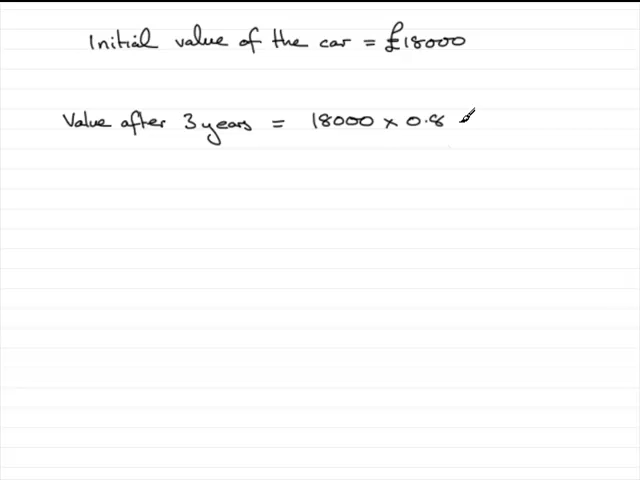 Initial value of the car = £18000
Value after 3 years = 18000 × 0.8